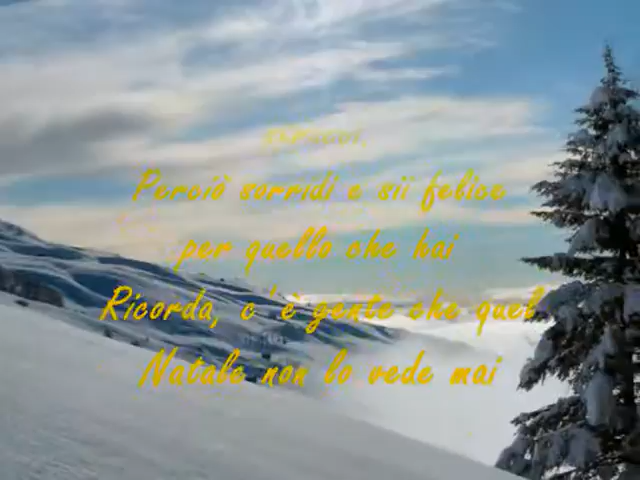 Perciò sorridi e sii felice
per quello che hai
Ricorda, c'è gente che quel
Natale non lo vede mai